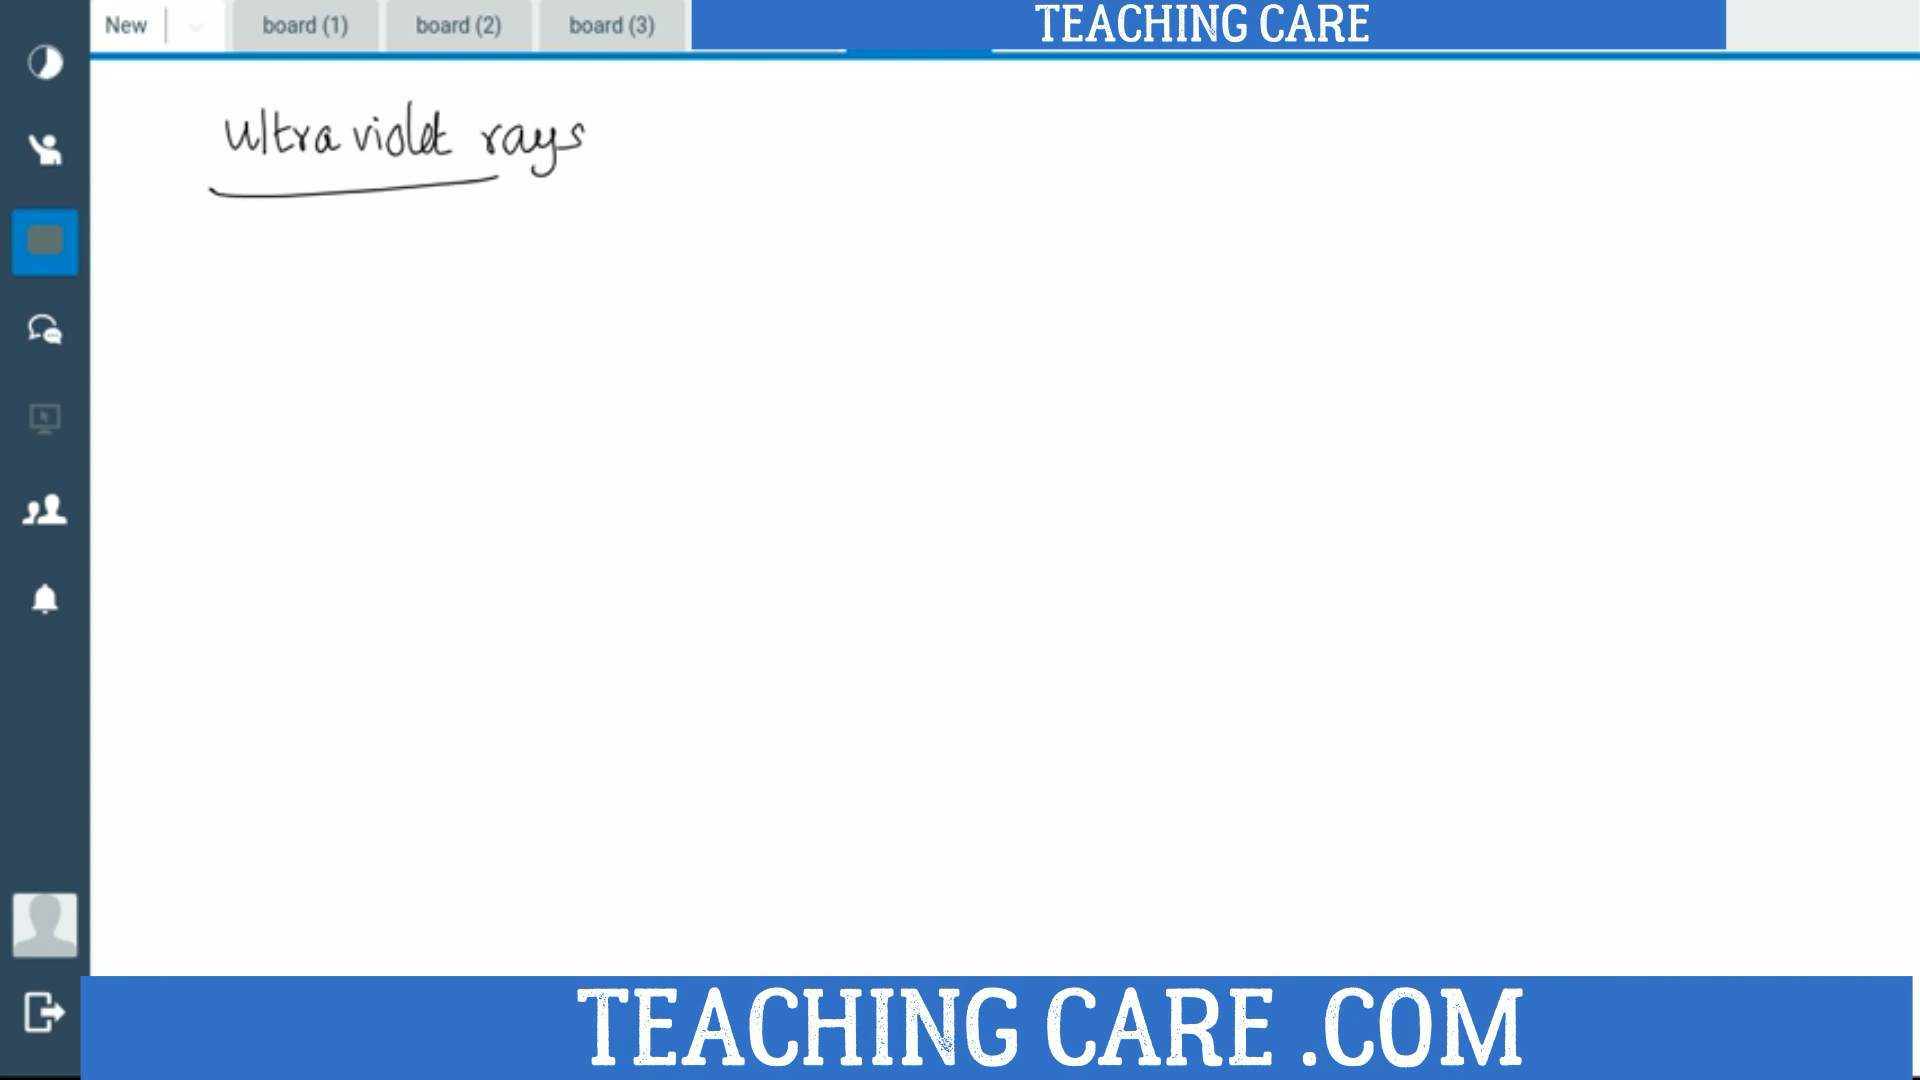 New
board (1)
board (2)
board (3)
TEACHING CARE
Ultra violet rays
TEACHING CARE .COM